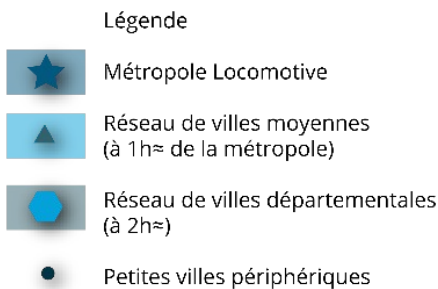 Légende
Métropole Locomotive
Réseau de villes moyennes
(à 1h≈ de la métropole)
Réseau de villes départementales
(à 2h≈)
Petites villes périphériques